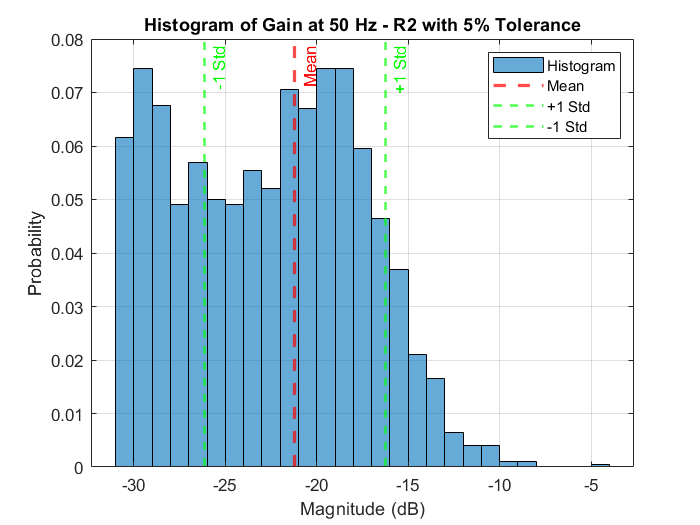 Histogram of Gain at 50 Hz - R2 with 5% Tolerance
0.08
0.07
0.06
0.05
0.04
0.03
0.02
0.01
0
Probability
-1 Std
Mean
+1 Std
Histogram
Mean
+1 Std
-1 Std
-30
-25
-20
-15
-10
-5
Magnitude (dB)